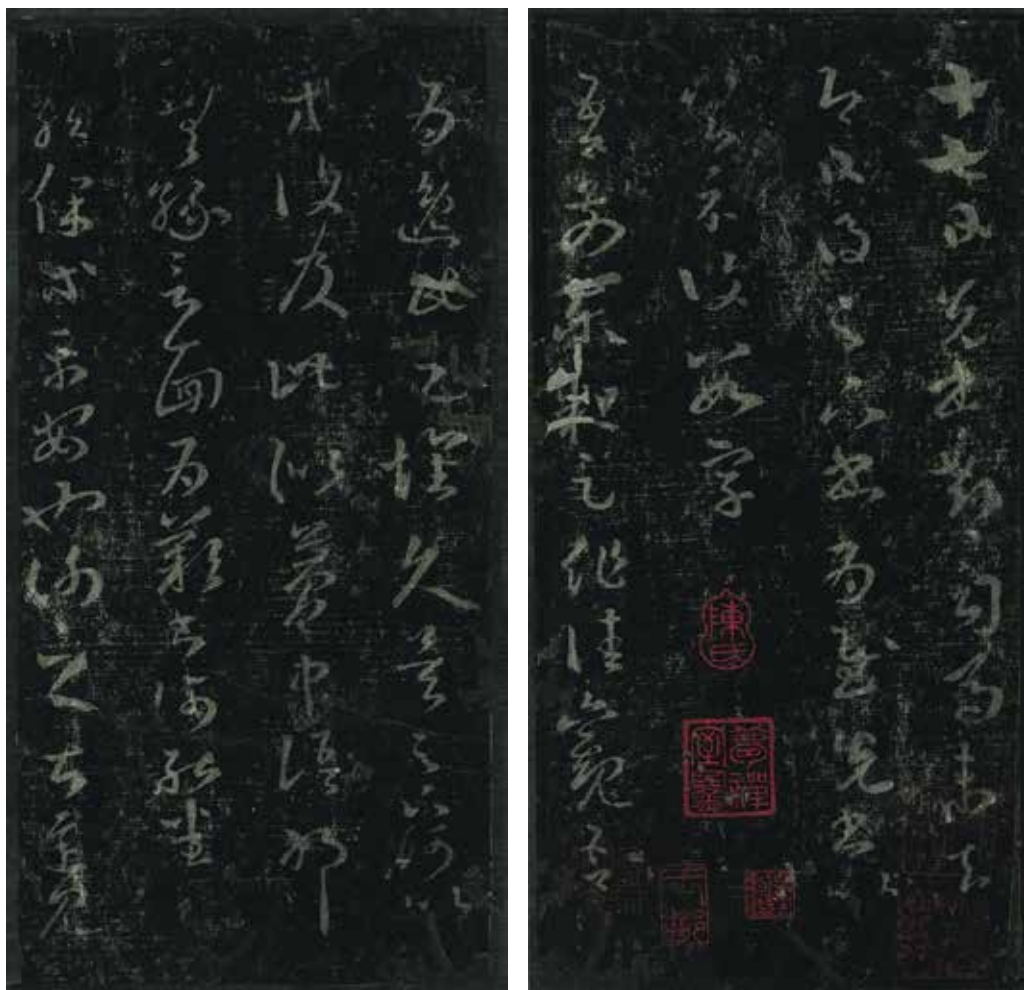 十七日先書郗司馬未去
即日得足下書為慰先書以
具示復數字
陳氏
吾前東粗足作佳觀吾
為逸民之懷久矣足下何以
方復及此似夢中語耶
無緣言面為歎書何能悉
龍保等平安也謝之甚遲見